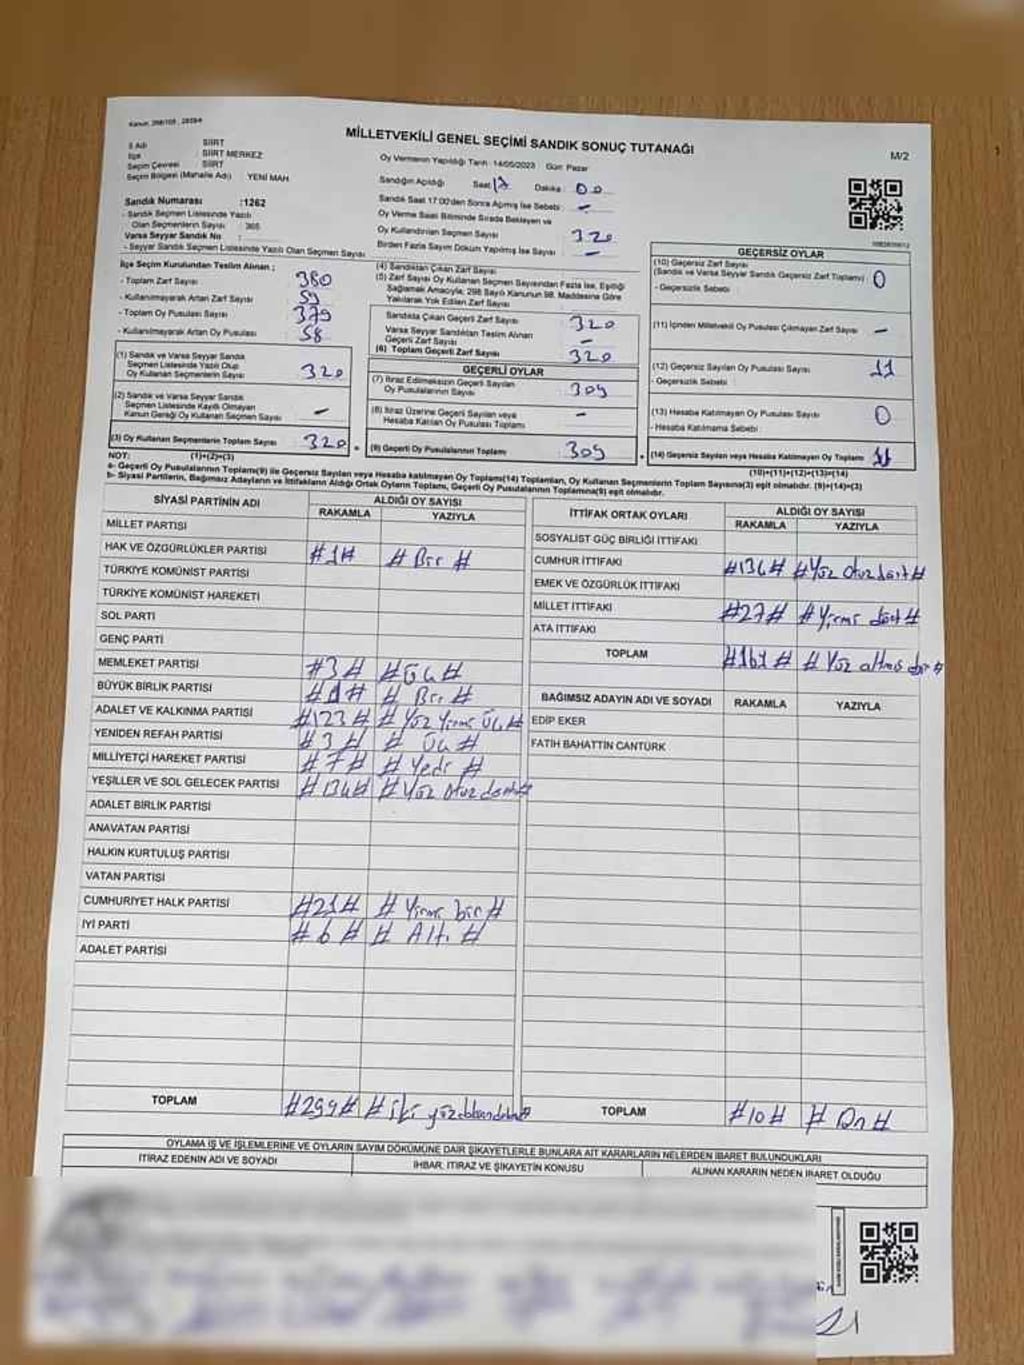 Kanun: 298/105, 2839/4
MİLLETVEKİLİ GENEL SEÇİMİ SANDIK SONUÇ TUTANAĞI
M/2
İl Adı SİİRT
İlçe SİİRT MERKEZ
Seçim Çevresi SİİRT
Seçim Bölgesi (Mahalle Adı) YENİ MAH.
Sandık Numarası :1262
- Sandık Seçmen Listesinde Yazılı
Olan Seçmenlerin Sayısı : 365
Varsa Seyyar Sandık No :
- Seyyar Sandık Seçmen Listesinde Yazılı Olan Seçmen Sayısı
Oy Vermenin Yapıldığı Tarih : 14/05/2023 Gün: Pazar
Sandığın Açıldığı Saat 17 Dakika : 00
Sandık Saat 17:00'den Sonra Açılmış İse Sebebi : -
Oy Verme Saati Bitiminde Sırada Bekleyen ve
Oy Kullandırılan Seçmen Sayısı 320
Birden Fazla Sayım Döküm Yapılmış İse Sayısı -
İlçe Seçim Kurulundan Teslim Alınan ;
- Toplam Zarf Sayısı 380
- Kullanılmayarak Artan Zarf Sayısı 59
- Toplam Oy Pusulası Sayısı 379
- Kullanılmayarak Artan Oy Pusulası 58
(1) Sandık ve Varsa Seyyar Sandık
Seçmen Listesinde Yazılı Olup
Oy Kullanan Seçmenlerin Sayısı 320
(2) Sandık ve Varsa Seyyar Sandık
Seçmen Listesinde Kayıtlı Olmayan
Kanun Gereği Oy Kullanan Seçmen Sayısı -
(3) Oy Kullanan Seçmenlerin Toplam Sayısı 320
(1)+(2)=(3)
(4) Sandıktan Çıkan Zarf Sayısı
(5) Zarf Sayısı Oy Kullanan Seçmen Sayısından Fazla İse, Eşitliği
Sağlamak Amacıyla, 298 Sayılı Kanunun 98. Maddesine Göre
Yakılarak Yok Edilen Zarf Sayısı
Sandıkta Çıkan Geçerli Zarf Sayısı 320
Varsa Seyyar Sandıktan Teslim Alınan
Geçerli Zarf Sayısı -
(6) Toplam Geçerli Zarf Sayısı 320
GEÇERLİ OYLAR
(7) İtiraz Edilmeksizin Geçerli Sayılan
Oy Pusulalarının Sayısı 309
(8) İtiraz Üzerine Geçerli Sayılan veya
Hesaba Katılan Oy Pusulası Toplamı -
(9) Geçerli Oy Pusulalarının Toplamı 309
GEÇERSİZ OYLAR
(10) Geçersiz Zarf Sayısı
(Sandık ve Varsa Seyyar Sandık Geçersiz Zarf Toplamı) 0
- Geçersizlik Sebebi
(11) İçinden Milletvekili Oy Pusulası Çıkmayan Zarf Sayısı -
(12) Geçersiz Sayılan Oy Pusulası Sayısı 11
- Geçersizlik Sebebi
(13) Hesaba Katılmayan Oy Pusulası Sayısı 0
- Hesaba Katılmama Sebebi
(14) Geçersiz Sayılan veya Hesaba Katılmayan Oy Toplamı 11
(10)+(11)+(12)+(13)=(14)
NOT:
a- Geçerli Oy Pusulalarının Toplamı(9) ile Geçersiz Sayılan veya Hesaba katılmayan Oy Toplamı(14) Toplamları, Oy Kullanan Seçmenlerin Toplam Sayısına(3) eşit olmalıdır. (9)+(14)=(3)
b- Siyasi Partilerin, Bağımsız Adayların ve İttifakların Aldığı Ortak Oyların Toplamı, Geçerli Oy Pusulalarının Toplamına(9) eşit olmalıdır.
SİYASİ PARTİNİN ADI ALDIĞI OY SAYISI
RAKAMLA YAZIYLA
MİLLET PARTİSİ
HAK VE ÖZGÜRLÜKLER PARTİSİ #1# # Bir #
TÜRKİYE KOMÜNİST PARTİSİ
TÜRKİYE KOMÜNİST HAREKETİ
SOL PARTİ
GENÇ PARTİ
MEMLEKET PARTİSİ #3# #Üç#
BÜYÜK BİRLİK PARTİSİ #1# # Bir #
ADALET VE KALKINMA PARTİSİ #123# # Yüz Yirmi Üç #
YENİDEN REFAH PARTİSİ #3# # Üç #
MİLLİYETÇİ HAREKET PARTİSİ #7# # Yedi #
YEŞİLLER VE SOL GELECEK PARTİSİ #134# # Yüz otuz dört #
ADALET BİRLİK PARTİSİ
ANAVATAN PARTİSİ
HALKIN KURTULUŞ PARTİSİ
VATAN PARTİSİ
CUMHURİYET HALK PARTİSİ #21# # Yirmi bir #
İYİ PARTİ #6# # Altı #
ADALET PARTİSİ
TOPLAM #299# # iki yüz doksan dokuz #
İTTİFAK ORTAK OYLARI ALDIĞI OY SAYISI
RAKAMLA YAZIYLA
SOSYALİST GÜÇ BİRLİĞİ İTTİFAKI
CUMHUR İTTİFAKI #134# # Yüz otuz dört #
EMEK VE ÖZGÜRLÜK İTTİFAKI
MİLLET İTTİFAKI #27# # Yirmi dört #
ATA İTTİFAKI
TOPLAM #161# # Yüz altmış bir #
BAĞIMSIZ ADAYIN ADI VE SOYADI RAKAMLA YAZIYLA
EDİP EKER
FATİH BAHATTİN CANTÜRK
TOPLAM #10# # On #
OYLAMA İŞ VE İŞLEMLERİNE VE OYLARIN SAYIM DÖKÜMÜNE DAİR ŞİKAYETLERLE BUNLARA AİT KARARLARIN NELERDEN İBARET BULUNDUKLARI
İTİRAZ EDENİN ADI VE SOYADI İHBAR, İTİRAZ VE ŞİKAYETİN KONUSU ALINAN KARARIN NEDEN İBARET OLDUĞU